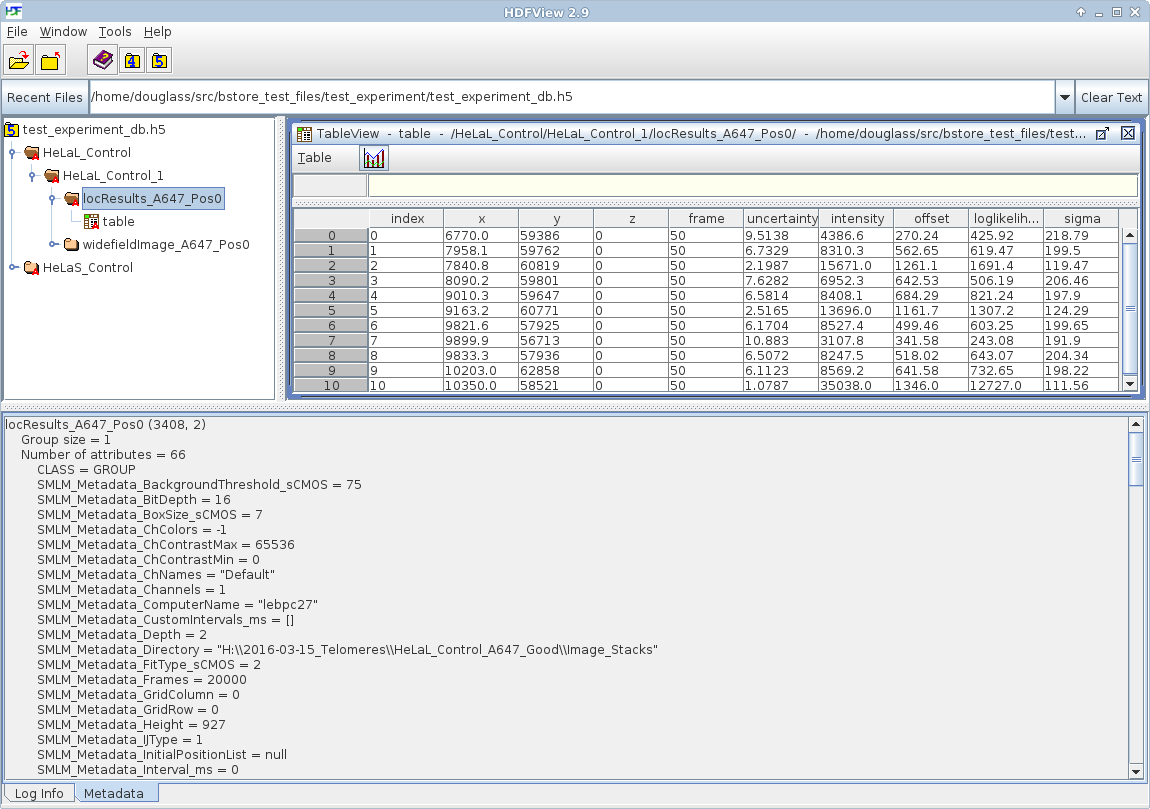 HDF HDFView 2.9
File Window Tools Help
4 5
Recent Files /home/douglass/src/bstore_test_files/test_experiment/test_experiment_db.h5 Clear Text
5 test_experiment_db.h5
HeLaL_Control
HeLaL_Control_1
locResults_A647_Pos0
table
widefieldImage_A647_Pos0
HeLaS_Control
TableView - table - /HeLaL_Control/HeLaL_Control_1/locResults_A647_Pos0/ - /home/douglass/src/bstore_test_files/test...
Table
index x y z frame uncertainty intensity offset loglikelih... sigma
0 0 6770.0 59386 0 50 9.5138 4386.6 270.24 425.92 218.79
1 1 7958.1 59762 0 50 6.7329 8310.3 562.65 619.47 199.5
2 2 7840.8 60819 0 50 2.1987 15671.0 1261.1 1691.4 119.47
3 3 8090.2 59801 0 50 7.6282 6952.3 642.53 506.19 206.46
4 4 9010.3 59647 0 50 6.5814 8408.1 684.29 821.24 197.9
5 5 9163.2 60771 0 50 2.5165 13696.0 1161.7 1307.2 124.29
6 6 9821.6 57925 0 50 6.1704 8527.4 499.46 603.25 199.65
7 7 9899.9 56713 0 50 10.883 3107.8 341.58 243.08 191.9
8 8 9833.3 57936 0 50 6.5072 8247.5 518.02 643.07 204.34
9 9 10203.0 62858 0 50 6.1123 8569.2 641.58 732.65 198.22
10 10 10350.0 58521 0 50 1.0787 35038.0 1346.0 12727.0 111.56
locResults_A647_Pos0 (3408, 2)
Group size = 1
Number of attributes = 66
CLASS = GROUP
SMLM_Metadata_BackgroundThreshold_sCMOS = 75
SMLM_Metadata_BitDepth = 16
SMLM_Metadata_BoxSize_sCMOS = 7
SMLM_Metadata_ChColors = -1
SMLM_Metadata_ChContrastMax = 65536
SMLM_Metadata_ChContrastMin = 0
SMLM_Metadata_ChNames = "Default"
SMLM_Metadata_Channels = 1
SMLM_Metadata_ComputerName = "lebpc27"
SMLM_Metadata_CustomIntervals_ms = []
SMLM_Metadata_Depth = 2
SMLM_Metadata_Directory = "H:\\2016-03-15_Telomeres\\HeLaL_Control_A647_Good\\Image_Stacks"
SMLM_Metadata_FitType_sCMOS = 2
SMLM_Metadata_Frames = 20000
SMLM_Metadata_GridColumn = 0
SMLM_Metadata_GridRow = 0
SMLM_Metadata_Height = 927
SMLM_Metadata_IJType = 1
SMLM_Metadata_InitialPositionList = null
SMLM_Metadata_Interval_ms = 0
Log Info Metadata